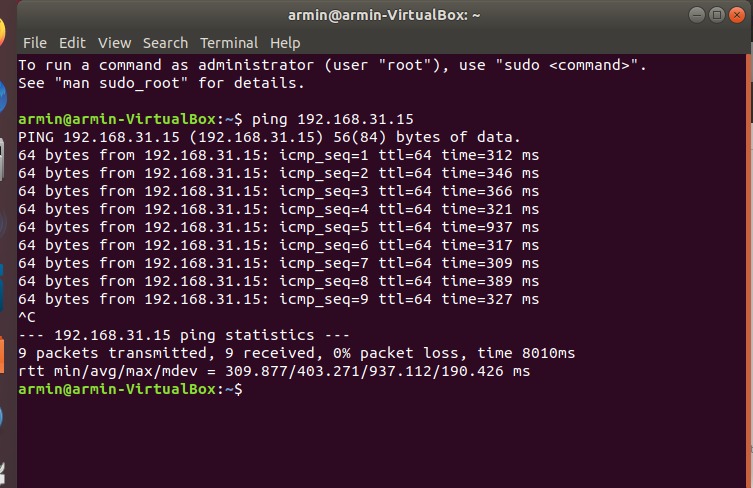 armin@armin-VirtualBox: ~
File Edit View Search Terminal Help
To run a command as administrator (user "root"), use "sudo <command>".
See "man sudo_root" for details.
armin@armin-VirtualBox:~$ ping 192.168.31.15
PING 192.168.31.15 (192.168.31.15) 56(84) bytes of data.
64 bytes from 192.168.31.15: icmp_seq=1 ttl=64 time=312 ms
64 bytes from 192.168.31.15: icmp_seq=2 ttl=64 time=346 ms
64 bytes from 192.168.31.15: icmp_seq=3 ttl=64 time=366 ms
64 bytes from 192.168.31.15: icmp_seq=4 ttl=64 time=321 ms
64 bytes from 192.168.31.15: icmp_seq=5 ttl=64 time=937 ms
64 bytes from 192.168.31.15: icmp_seq=6 ttl=64 time=317 ms
64 bytes from 192.168.31.15: icmp_seq=7 ttl=64 time=309 ms
64 bytes from 192.168.31.15: icmp_seq=8 ttl=64 time=389 ms
64 bytes from 192.168.31.15: icmp_seq=9 ttl=64 time=327 ms
^C
--- 192.168.31.15 ping statistics ---
9 packets transmitted, 9 received, 0% packet loss, time 8010ms
rtt min/avg/max/mdev = 309.877/403.271/937.112/190.426 ms
armin@armin-VirtualBox:~$